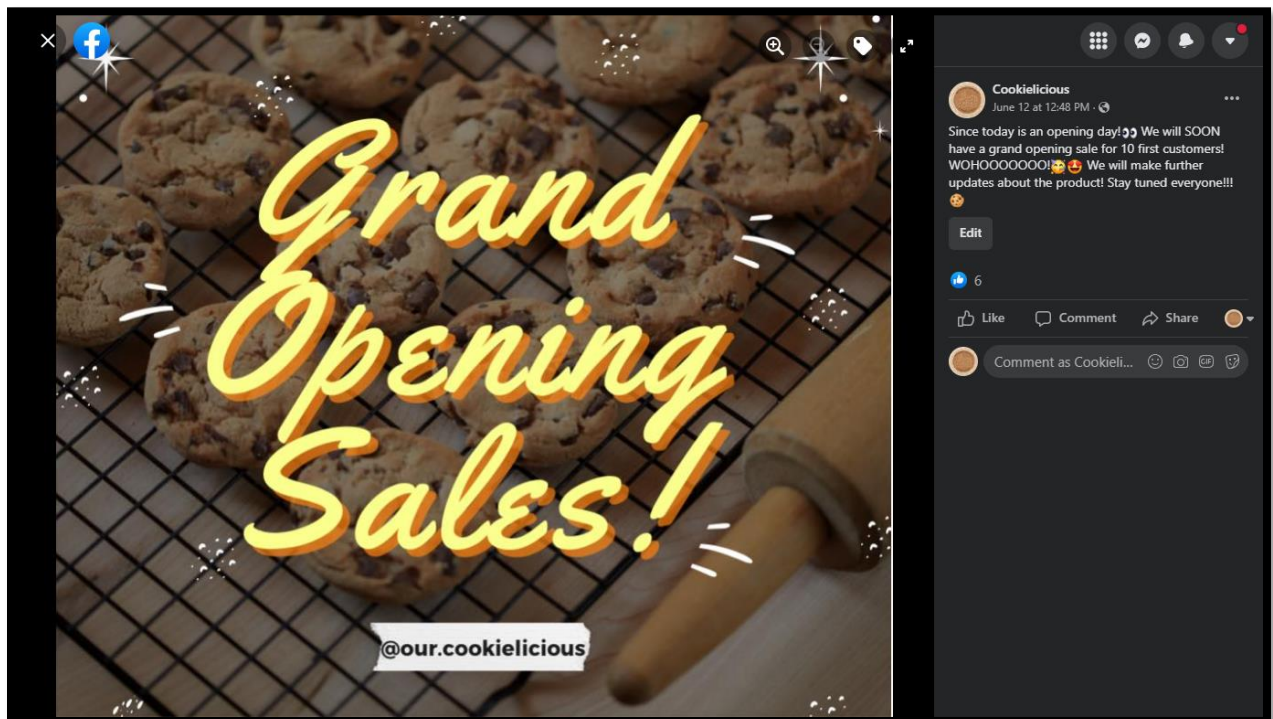 Grand
Opening
Sales!
@our.cookielicious
Cookielicious
June 12 at 12:48 PM ·
Since today is an opening day!👀 We will SOON
have a grand opening sale for 10 first customers!
WOHOOOOOOO!🥳🤩 We will make further
updates about the product! Stay tuned everyone!!!
🍪
Edit
6
Like Comment Share
Comment as Cookieli... GIF